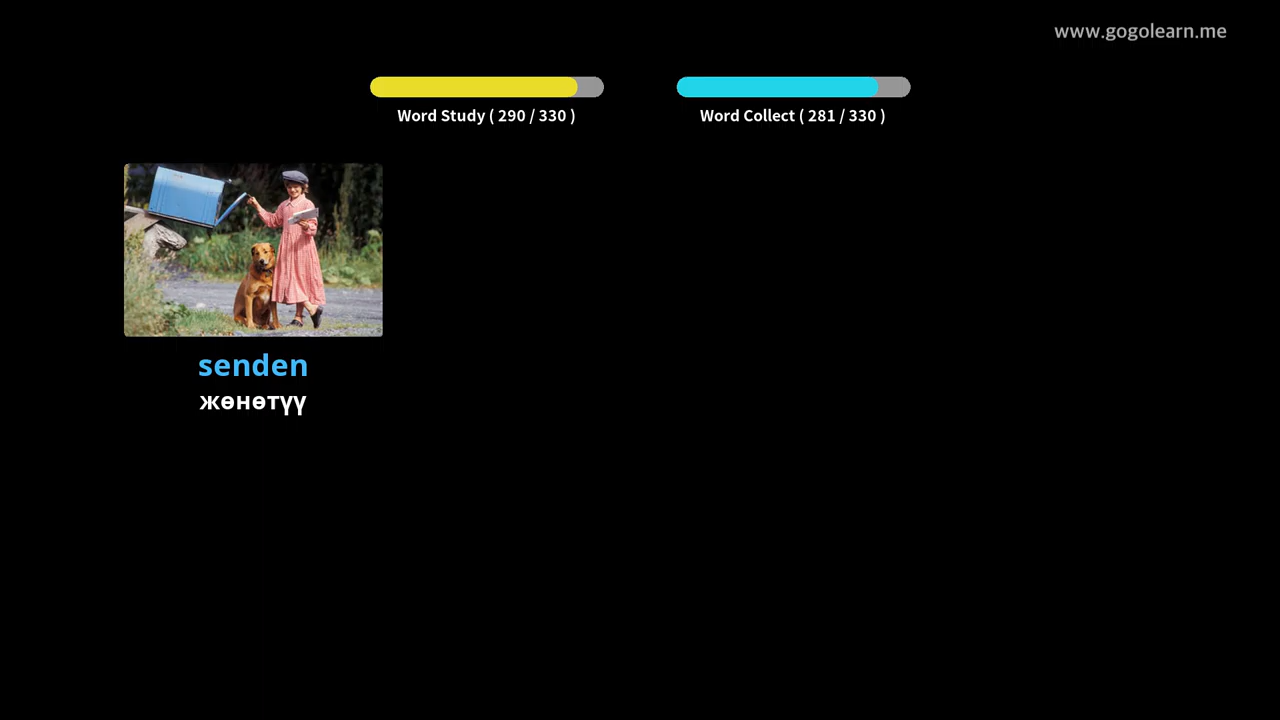 www.gogolearn.me
Word Study ( 290 / 330 )
Word Collect ( 281 / 330 )
senden
жөнөтүү